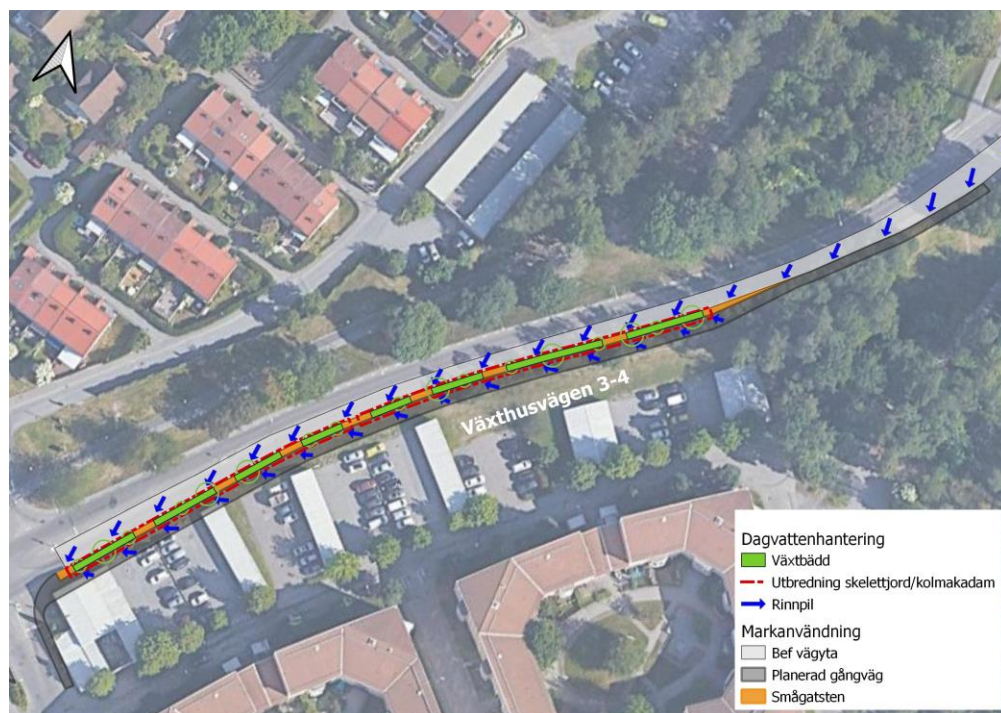 Växthusvägen 3-4
Dagvattenhantering
Växtbädd
Utbredning skelettjord/kolmakadam
Rinnpil
Markanvändning
Bef vägyta
Planerad gångväg
Smågatsten